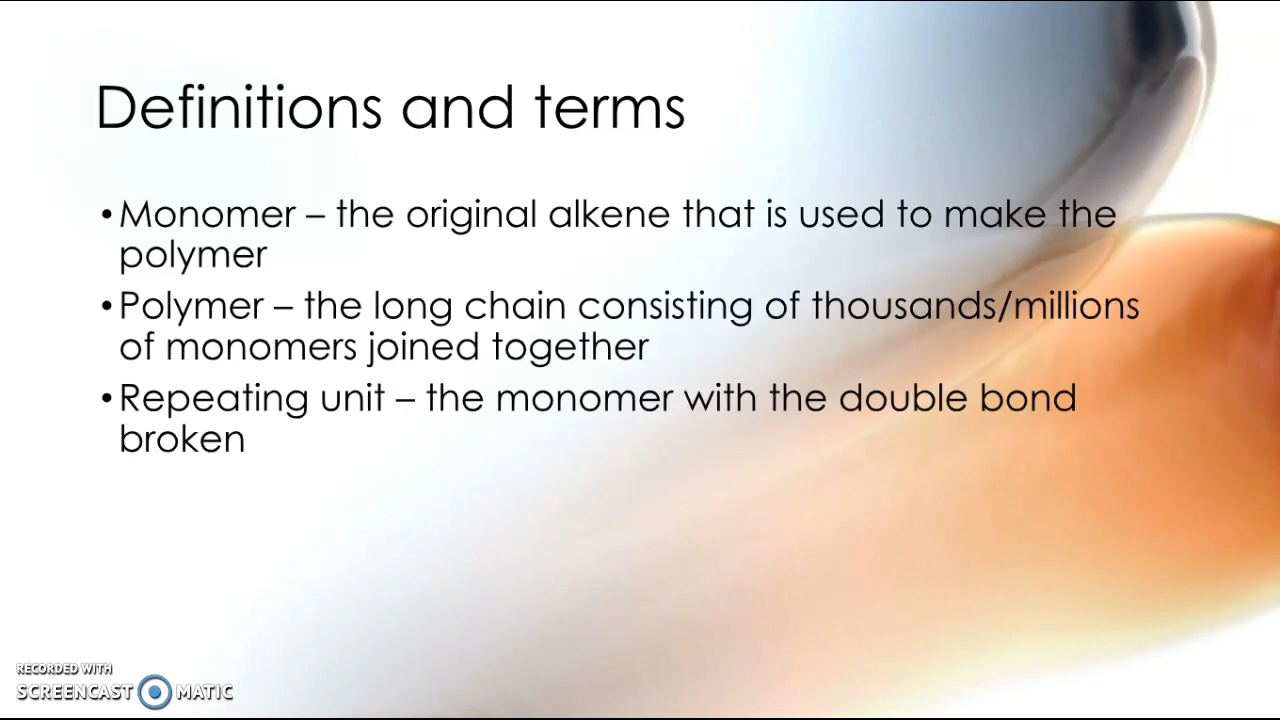 Definitions and terms
• Monomer – the original alkene that is used to make the
polymer
• Polymer – the long chain consisting of thousands/millions
of monomers joined together
• Repeating unit – the monomer with the double bond
broken
RECORDED WITH
SCREENCAST MATIC